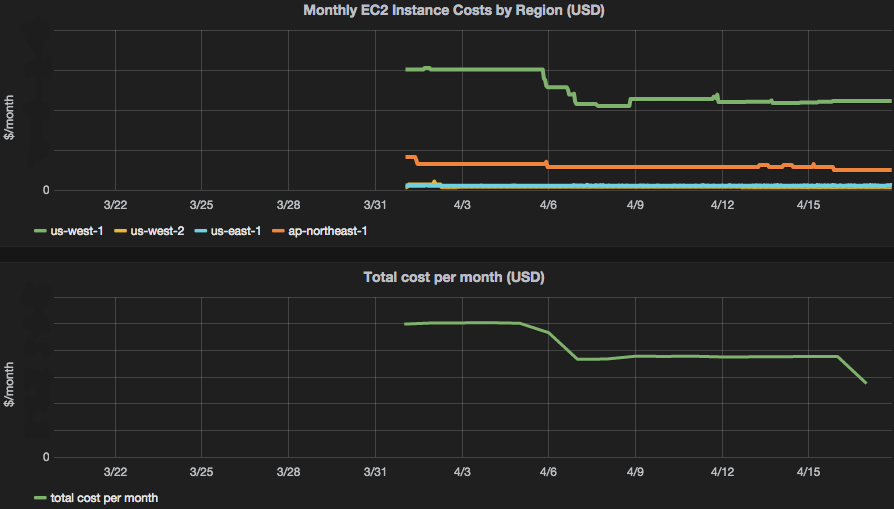 Monthly EC2 Instance Costs by Region (USD)
$/month
0
3/22 3/25 3/28 3/31 4/3 4/6 4/9 4/12 4/15
us-west-1 us-west-2 us-east-1 ap-northeast-1
Total cost per month (USD)
$/month
0
3/22 3/25 3/28 3/31 4/3 4/6 4/9 4/12 4/15
total cost per month